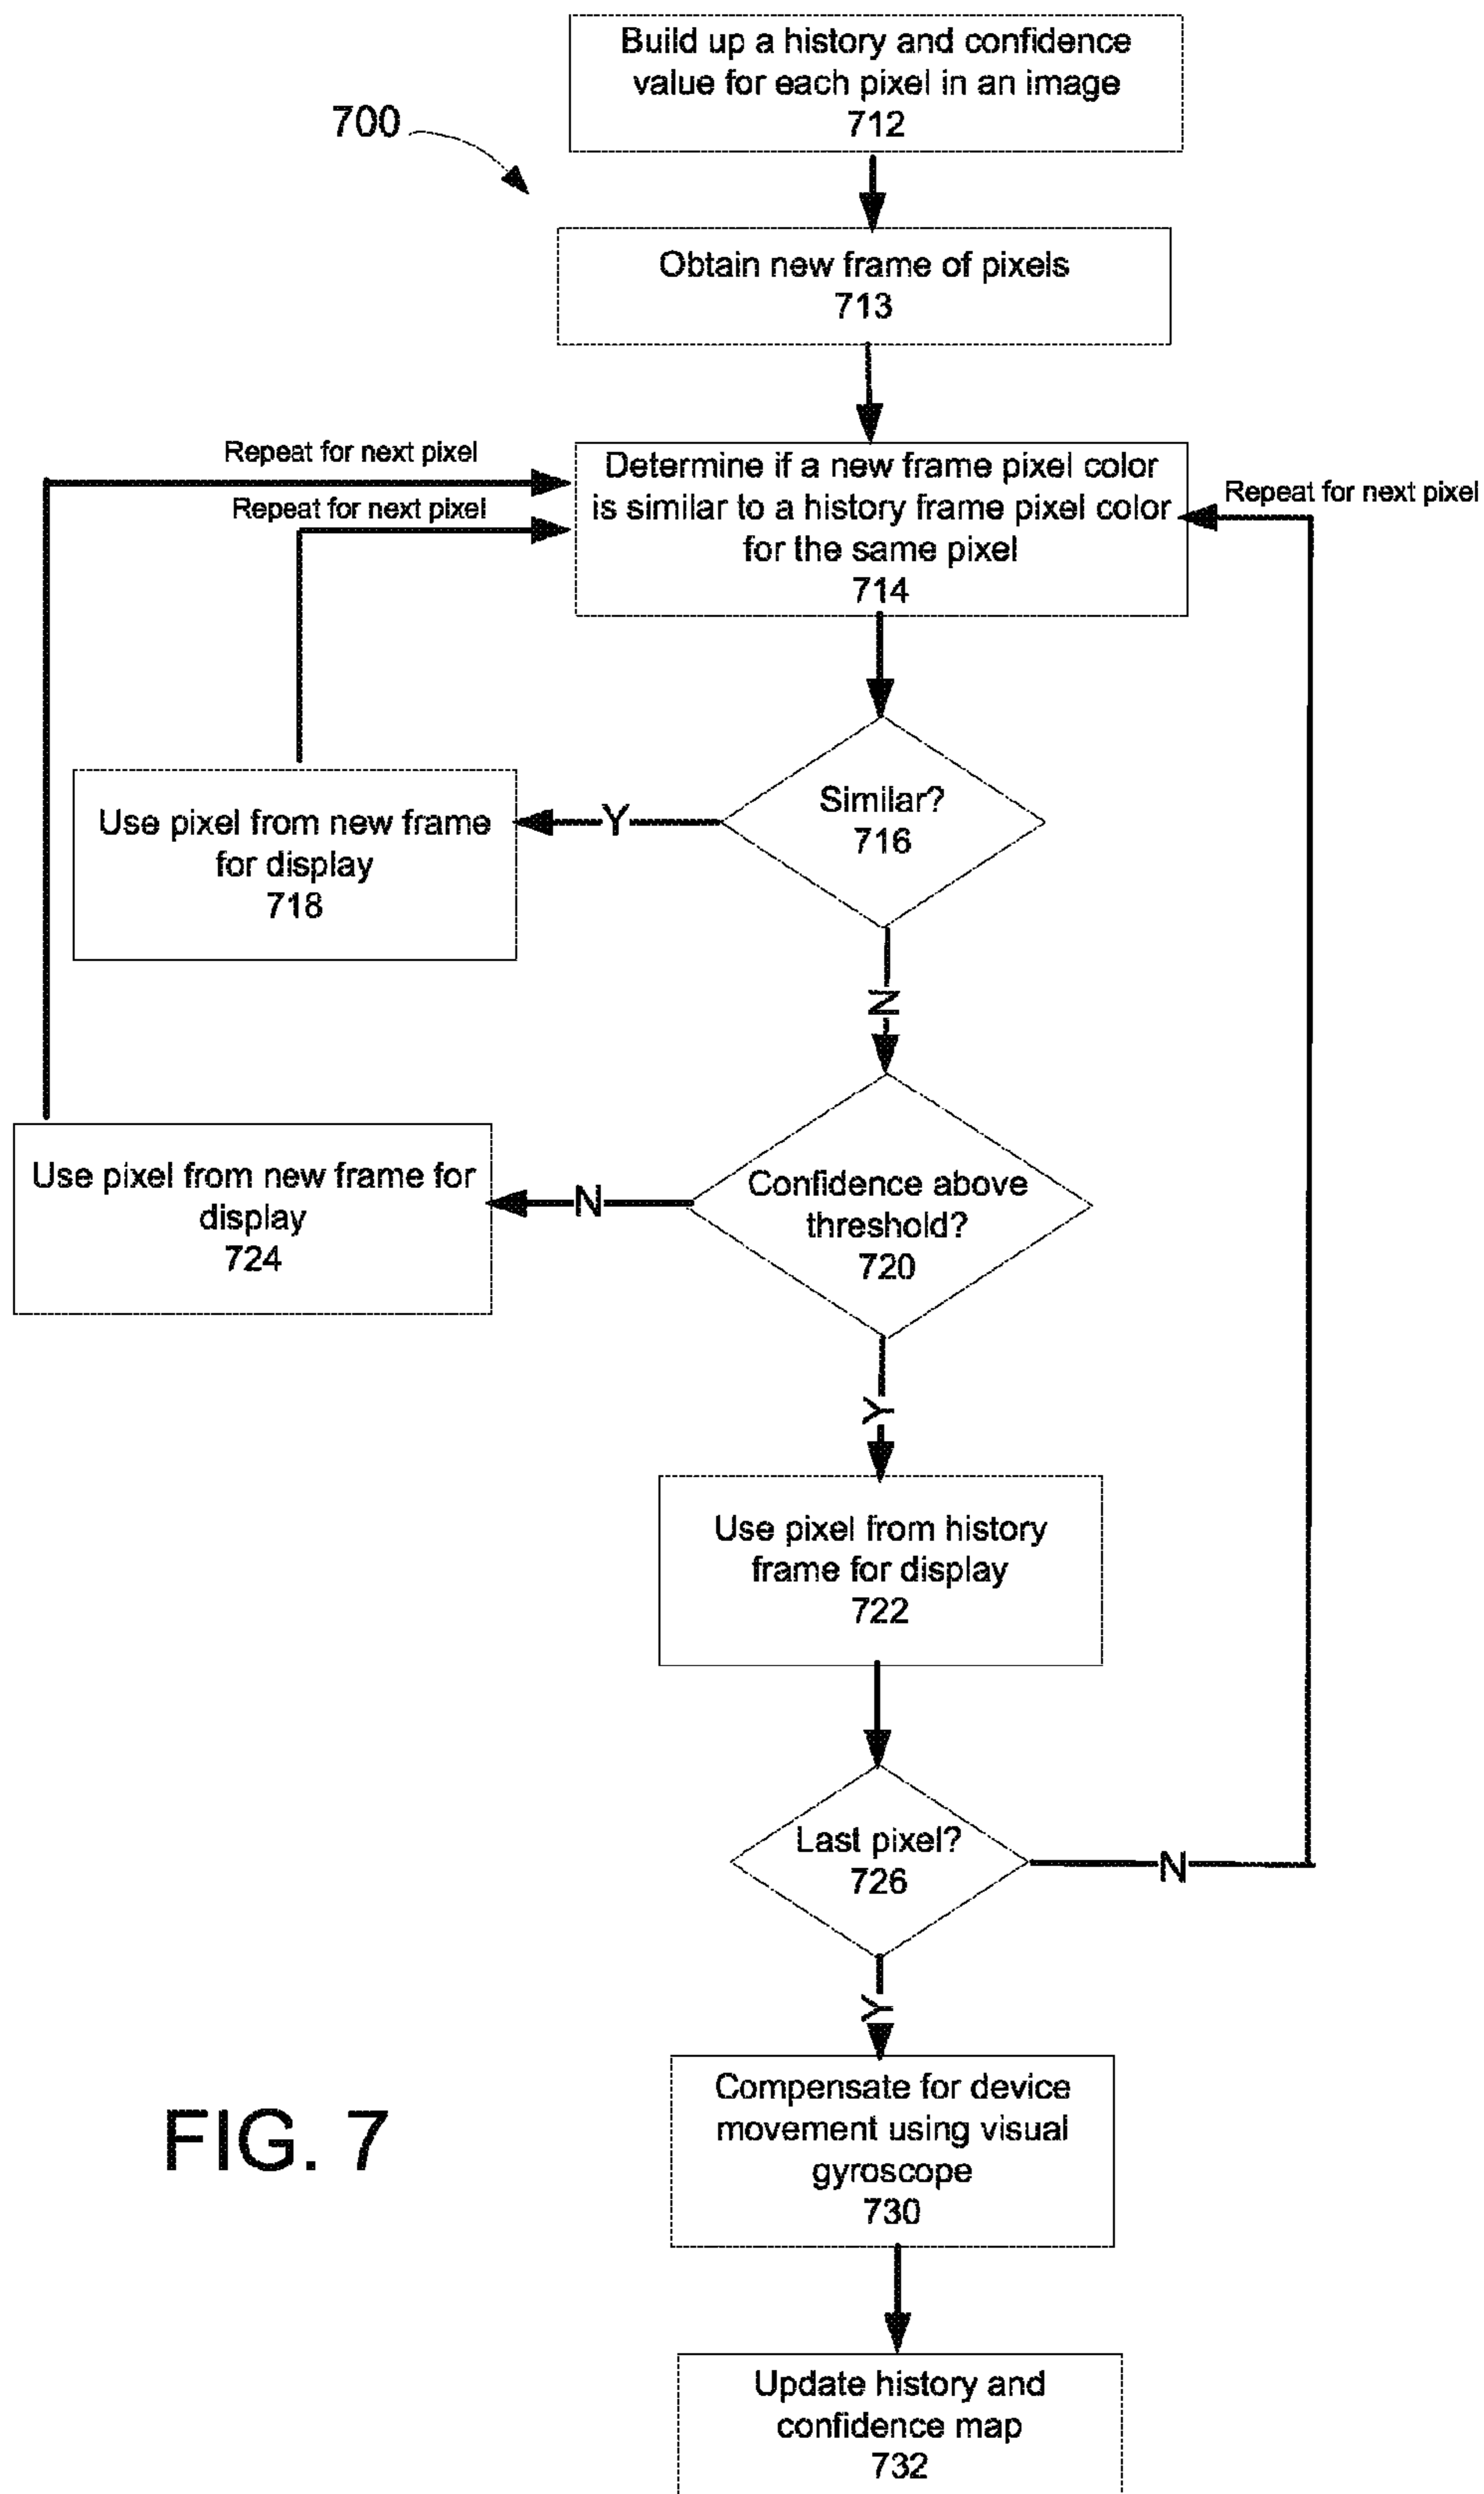 Build up a history and confidence
value for each pixel in an image
712
700
Obtain new frame of pixels
713
Repeat for next pixel
Repeat for next pixel
Determine if a new frame pixel color
is similar to a history frame pixel color
for the same pixel
714
Repeat for next pixel
Similar?
716
Y
Use pixel from new frame
for display
718
N
Confidence above
threshold?
720
N
Use pixel from new frame for
display
724
Y
Use pixel from history
frame for display
722
Last pixel?
726
N
Y
Compensate for device
movement using visual
gyroscope
730
FIG. 7
Update history and
confidence map
732